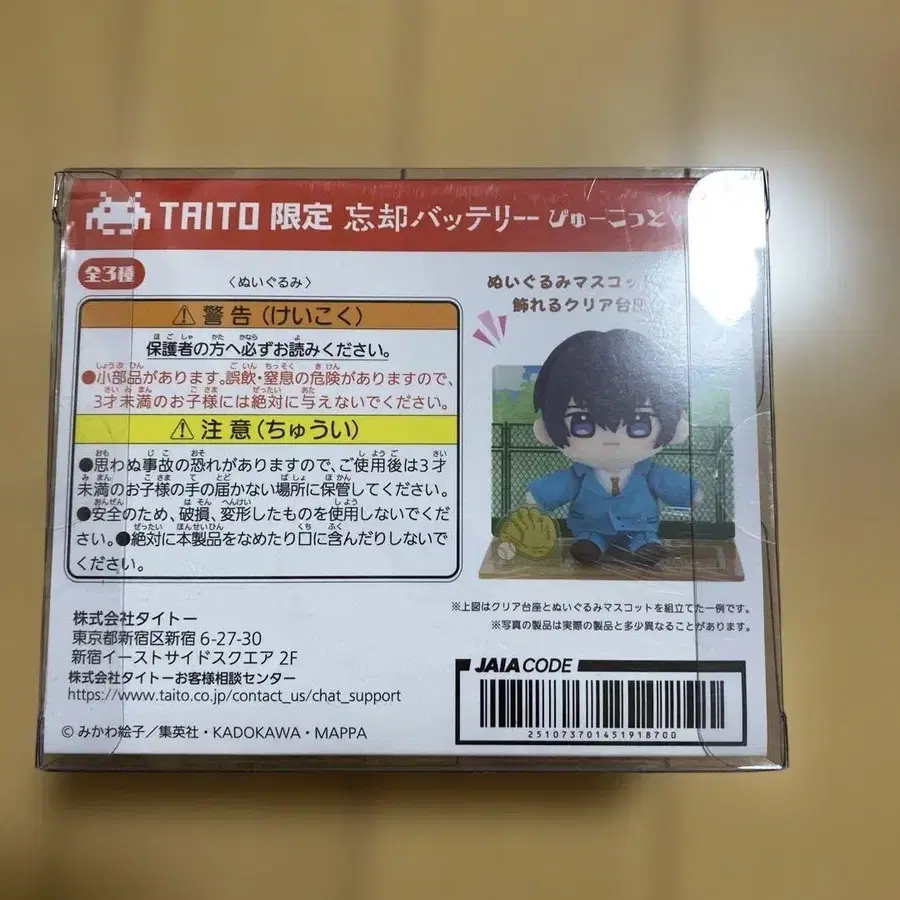 TAITO 限定 忘却バッテリー ぴゅーこっと
全3種
〈ぬいぐるみ〉
警告(けいこく)
保護者の方へ必ずお読みください。
●小部品があります。誤飲・窒息の危険がありますので、
3才未満のお子様には絶対に与えないでください。
注意(ちゅうい)
●思わぬ事故の恐れがありますので、ご使用後は3才
未満のお子様の手の届かない場所に保管してください。
●安全のため、破損、変形したものを使用しないでくだ
さい。●絶対に本製品をなめたり口に含んだりしないで
ください。
ぬいぐるみマスコット
飾れるクリア台座
※上図はクリア台座とぬいぐるみマスコットを組立てた一例です。
※写真の製品は実際の製品と多少異なることがあります。
株式会社タイトー
東京都新宿区新宿 6-27-30
新宿イーストサイドスクエア 2F
株式会社タイトーお客様相談センター
https://www.taito.co.jp/contact_us/chat_support
© みかわ絵子／集英社・KADOKAWA・MAPPA
JAIA CODE
251073701451918700